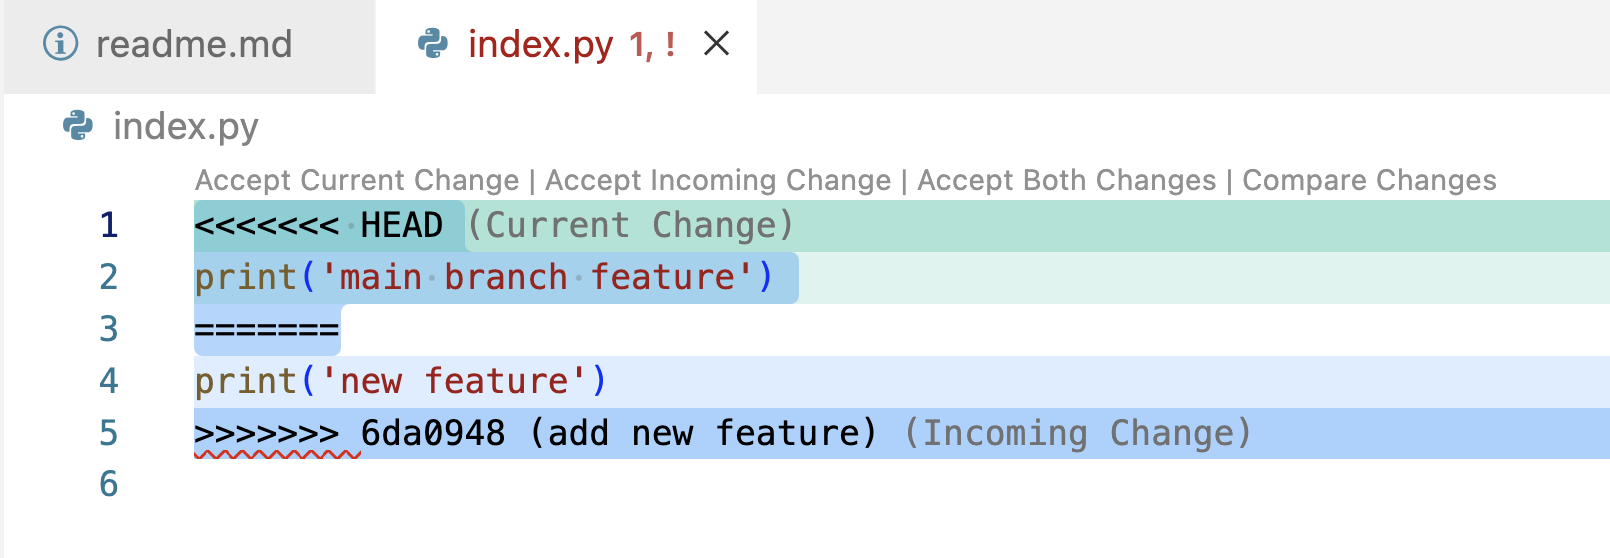 readme.md index.py 1, !
index.py
Accept Current Change | Accept Incoming Change | Accept Both Changes | Compare Changes
1 <<<<<<< HEAD (Current Change)
2 print('main branch feature')
3 =======
4 print('new feature')
5 >>>>>>> 6da0948 (add new feature) (Incoming Change)
6